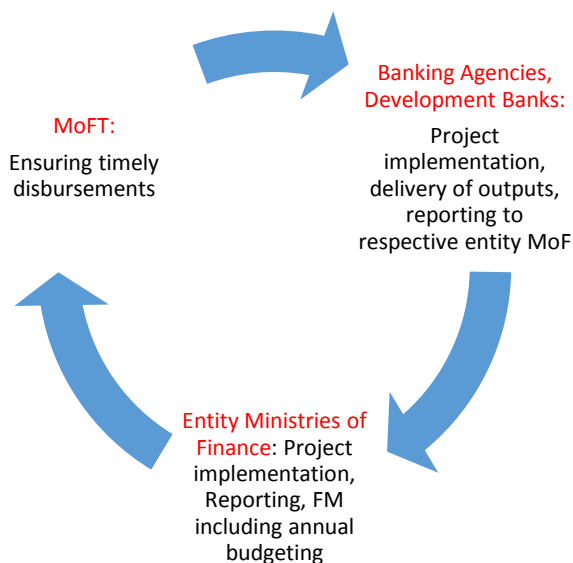 MoFT:
Ensuring timely
disbursements
Banking Agencies,
Development Banks:
Project
implementation,
delivery of outputs,
reporting to
respective entity MoF
Entity Ministries of
Finance: Project
implementation,
Reporting, FM
including annual
budgeting